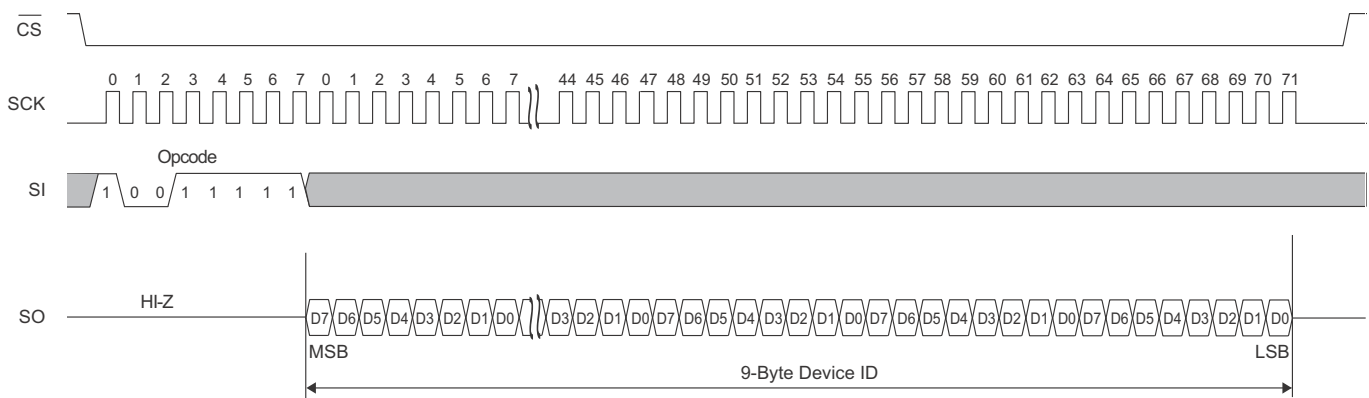 CS
0 1 2 3 4 5 6 7 0 1 2 3 4 5 6 7 44 45 46 47 48 49 50 51 52 53 54 55 56 57 58 59 60 61 62 63 64 65 66 67 68 69 70 71
SCK
Opcode
SI 1 0 0 1 1 1 1 1
HI-Z
SO D7 D6 D5 D4 D3 D2 D1 D0 D3 D2 D1 D0 D7 D6 D5 D4 D3 D2 D1 D0 D7 D6 D5 D4 D3 D2 D1 D0 D7 D6 D5 D4 D3 D2 D1 D0
MSB LSB
9-Byte Device ID